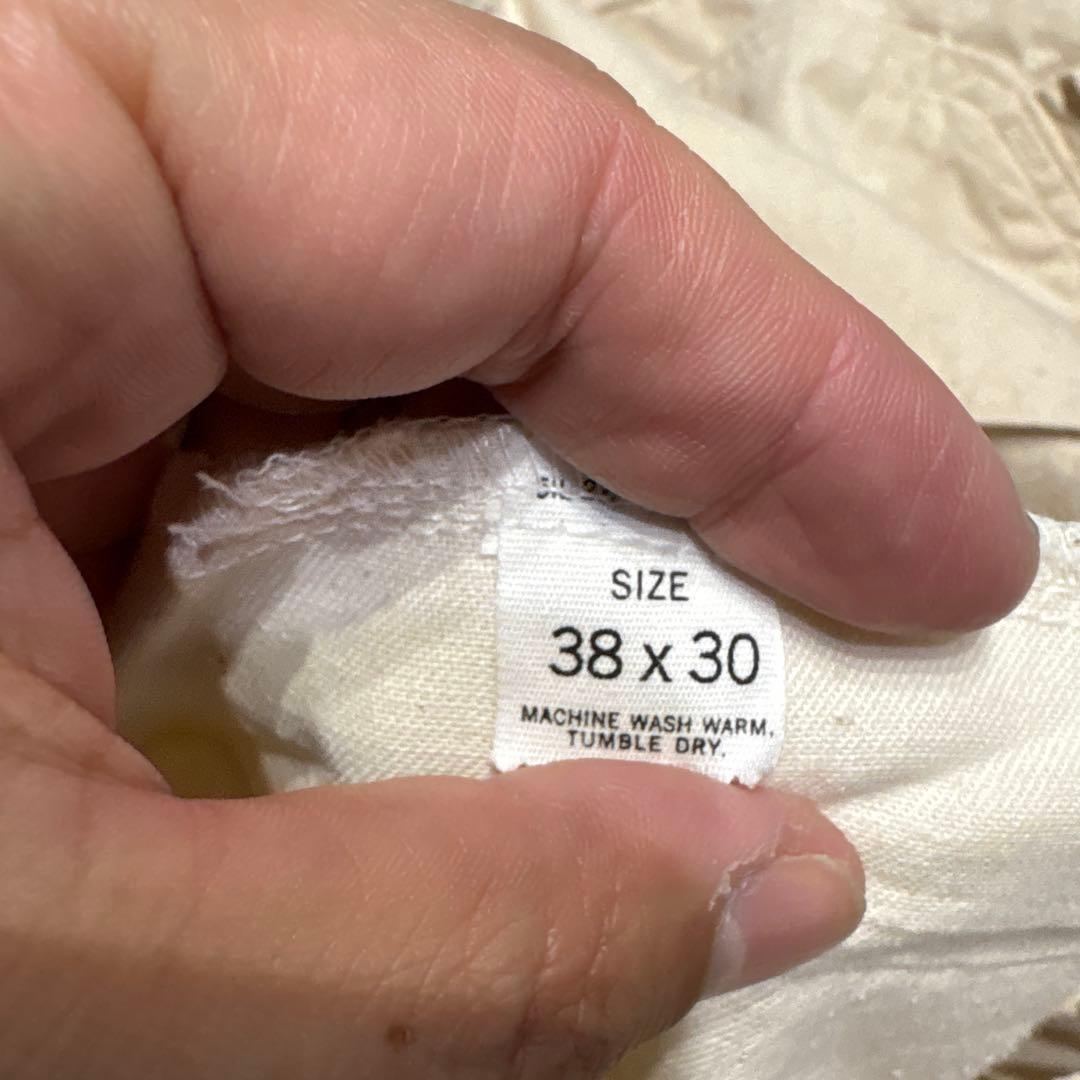 SIZE
38 x 30
MACHINE WASH WARM,
TUMBLE DRY.